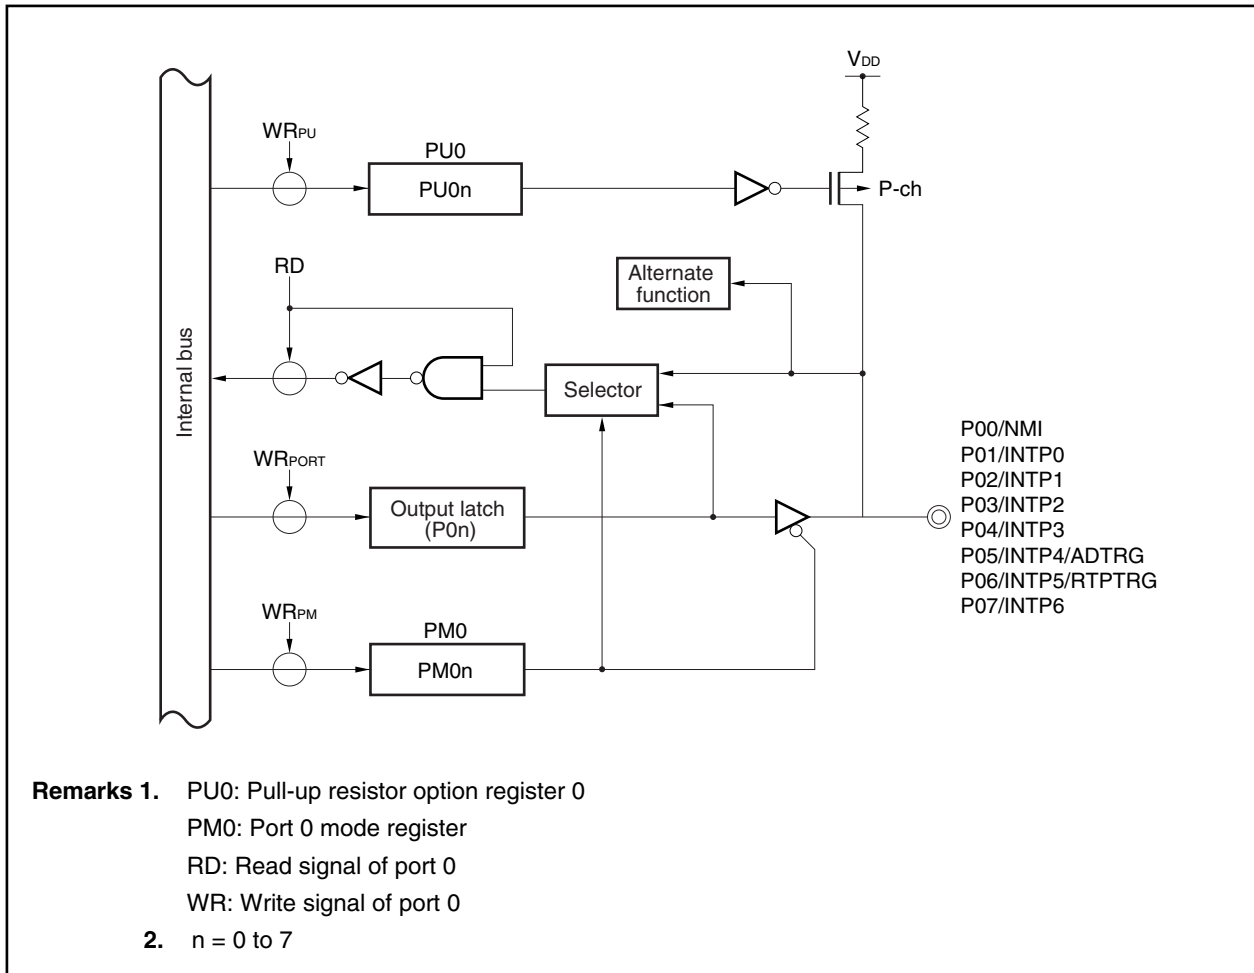 VDD
WRPU
PU0
PU0n
P-ch
RD
Alternate
function
Internal bus
Selector
WRPORT
Output latch
(P0n)
P00/NMI
P01/INTP0
P02/INTP1
P03/INTP2
P04/INTP3
P05/INTP4/ADTRG
P06/INTP5/RTPTRG
P07/INTP6
WRPM
PM0
PM0n
Remarks 1. PU0: Pull-up resistor option register 0
PM0: Port 0 mode register
RD: Read signal of port 0
WR: Write signal of port 0
2. n = 0 to 7